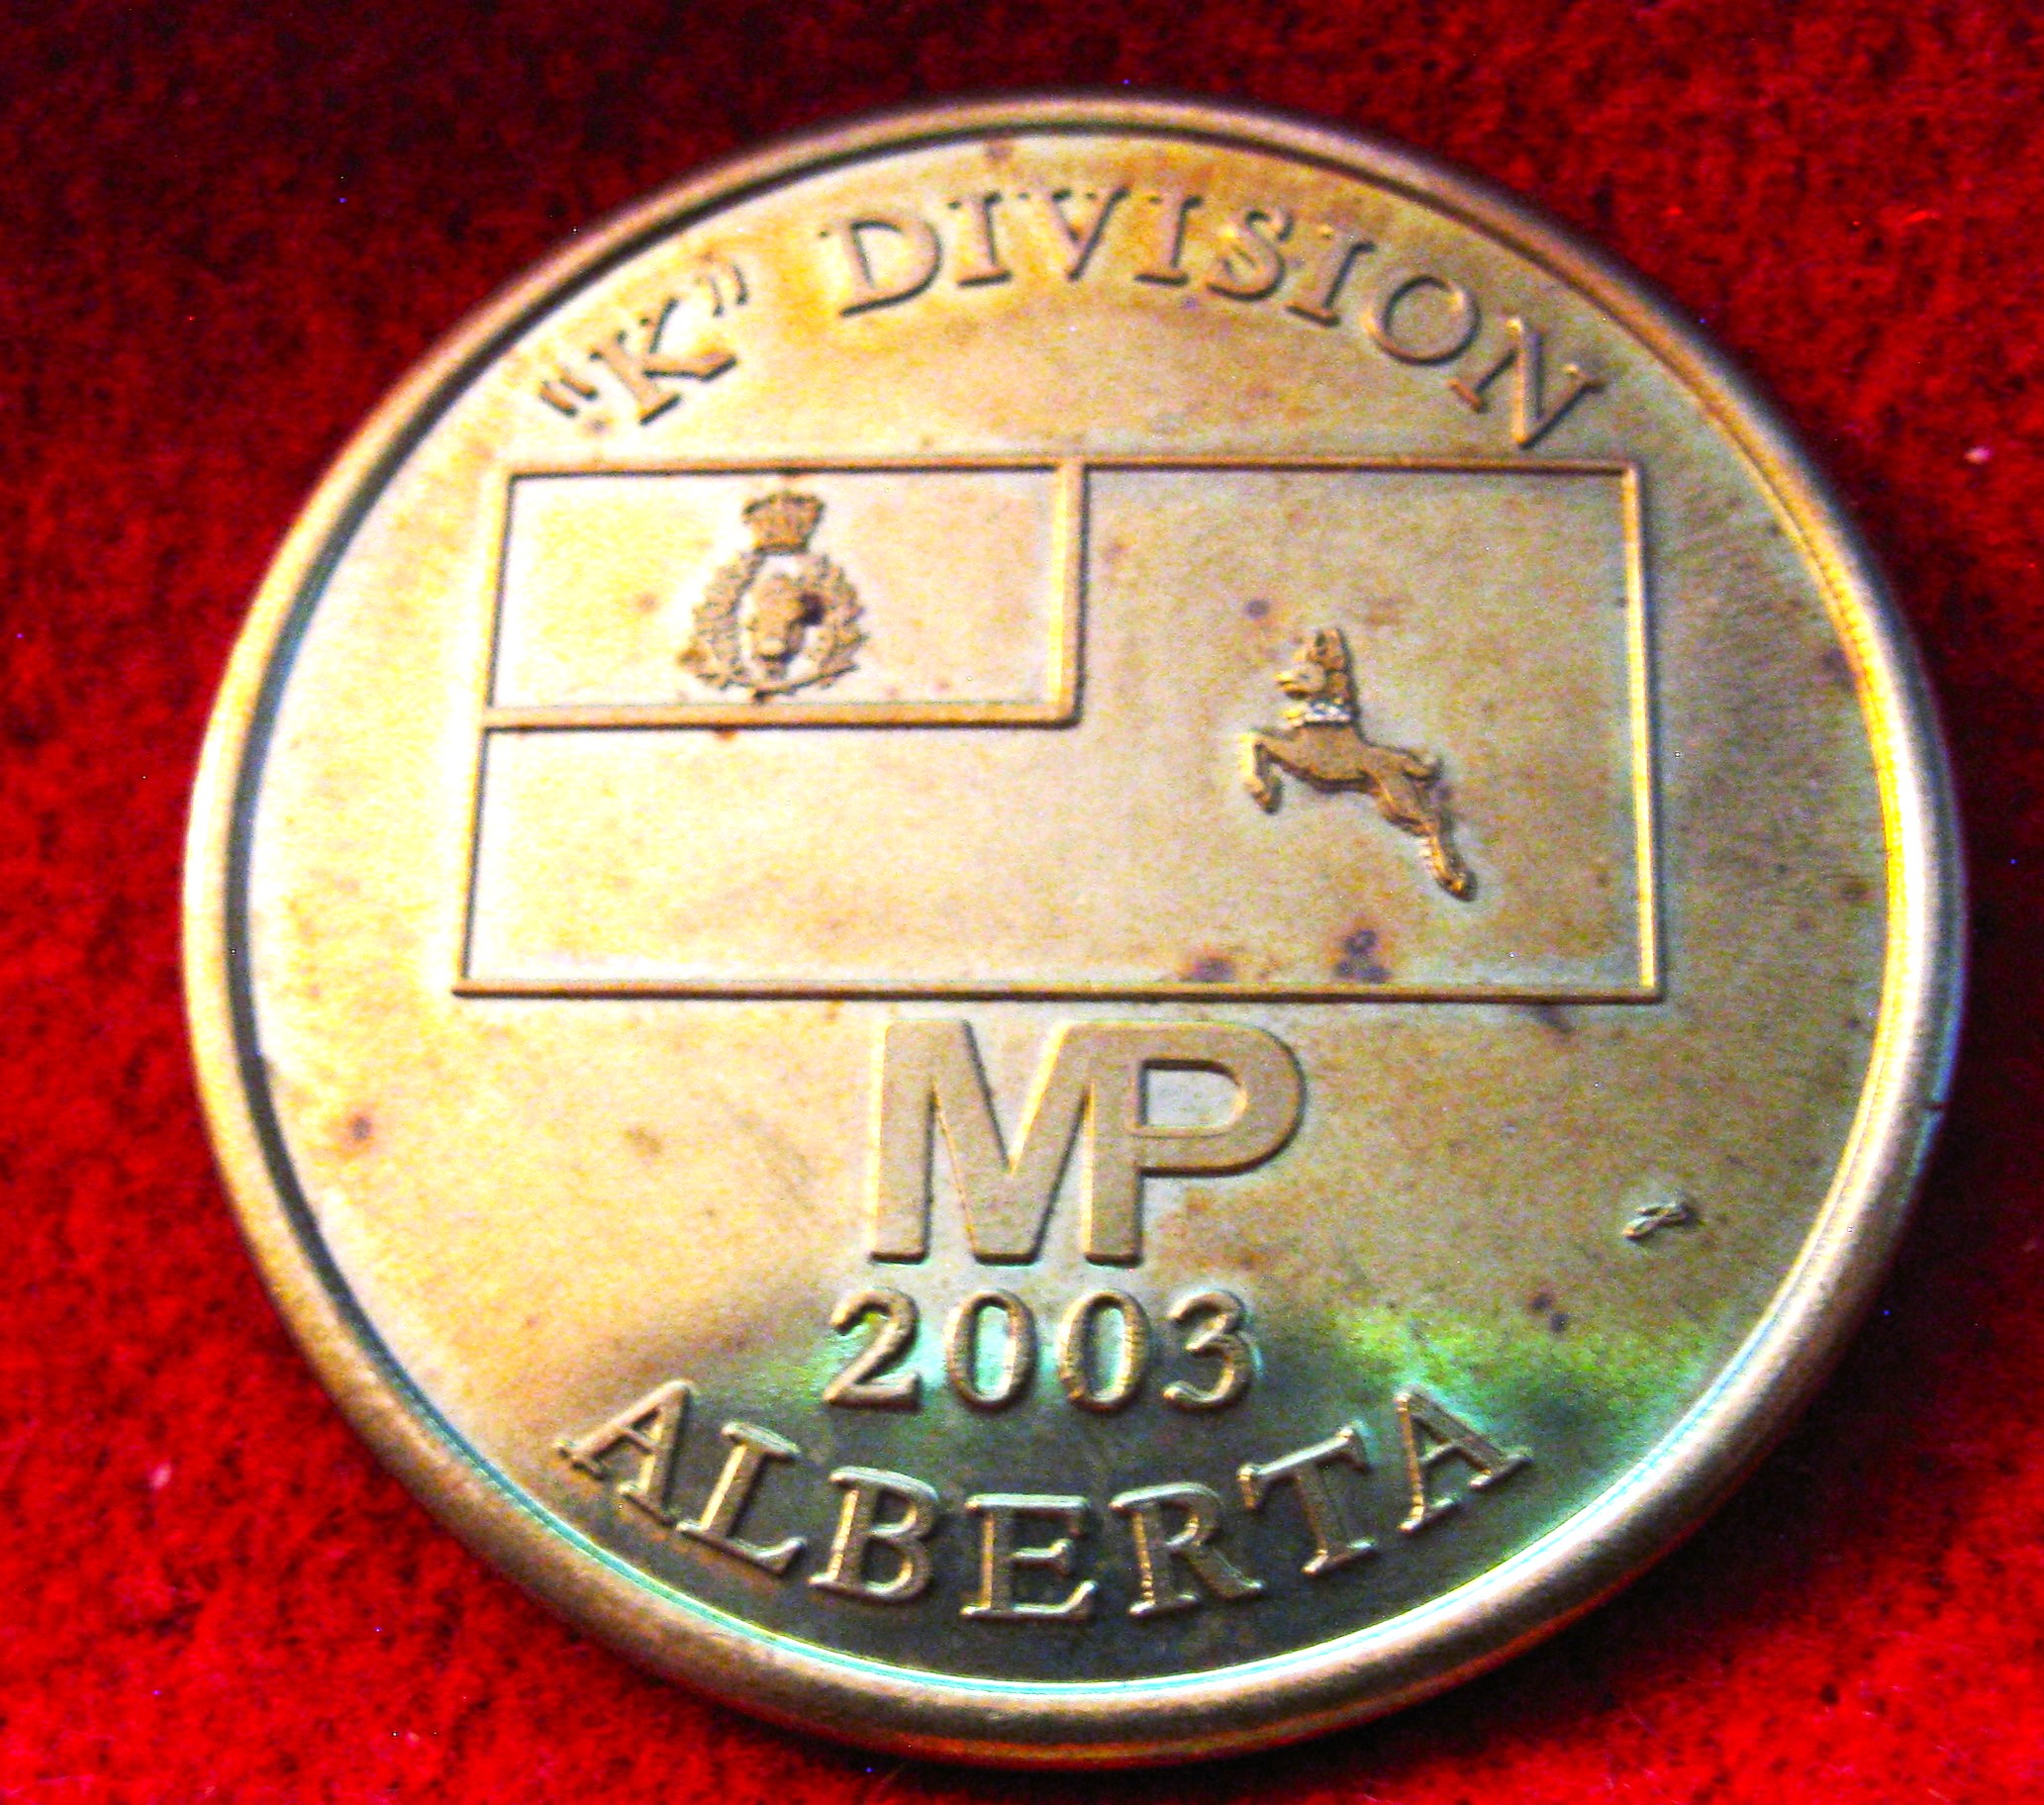 "K" DIVISION
MP
2003
ALBERTA